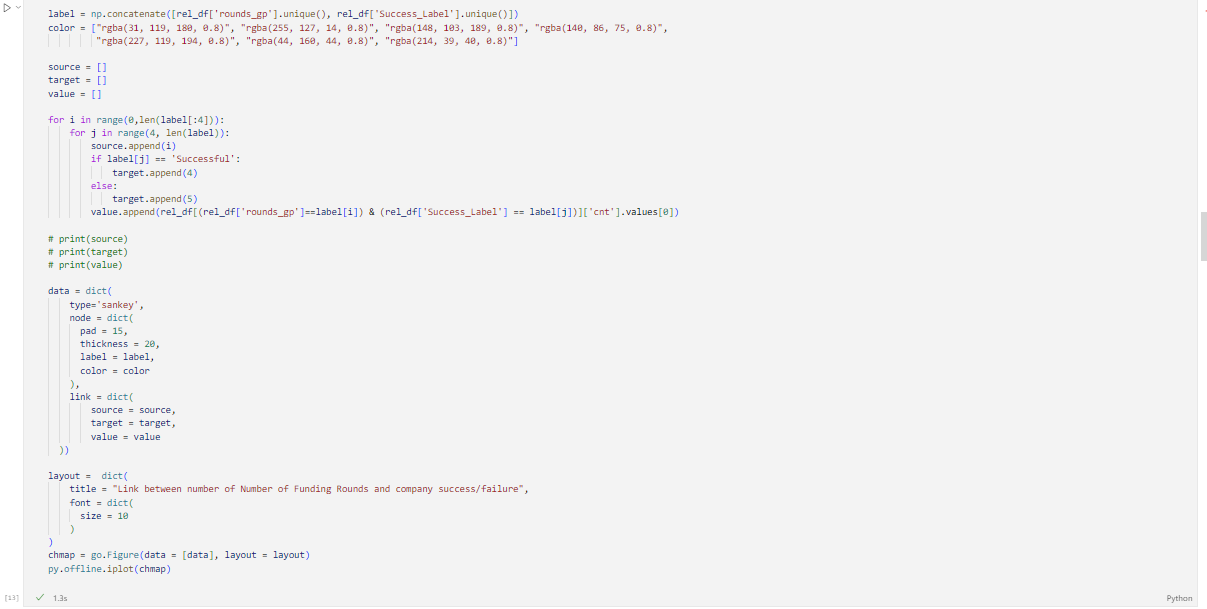 label = np.concatenate([rel_df['rounds_gp'].unique(), rel_df['Success_Label'].unique()])
color = ["rgba(31, 119, 180, 0.8)", "rgba(255, 127, 14, 0.8)", "rgba(148, 103, 189, 0.8)", "rgba(140, 86, 75, 0.8)",
"rgba(227, 119, 194, 0.8)", "rgba(44, 160, 44, 0.8)", "rgba(214, 39, 40, 0.8)"]
source = []
target = []
value = []
for i in range(0,len(label[:4])):
for j in range(4, len(label)):
source.append(i)
if label[j] == 'Successful':
target.append(4)
else:
target.append(5)
value.append(rel_df[(rel_df['rounds_gp']==label[i]) & (rel_df['Success_Label'] == label[j])]['cnt'].values[0])
# print(source)
# print(target)
# print(value)
data = dict(
type='sankey',
node = dict(
pad = 15,
thickness = 20,
label = label,
color = color
),
link = dict(
source = source,
target = target,
value = value
))
layout =  dict(
title = "Link between number of Number of Funding Rounds and company success/failure",
font = dict(
size = 10
)
)
chmap = go.Figure(data = [data], layout = layout)
py.offline.iplot(chmap)
[13] 1.3s Python